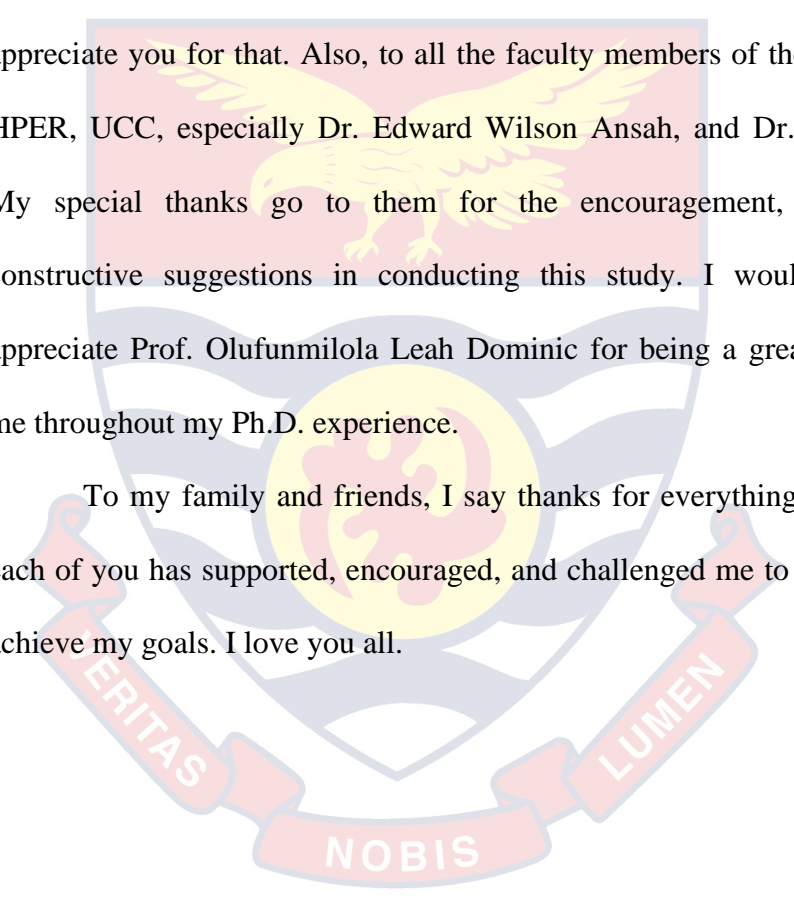 appreciate you for that. Also, to all the faculty members of the
HPER, UCC, especially Dr. Edward Wilson Ansah, and Dr.
My special thanks go to them for the encouragement,
constructive suggestions in conducting this study. I would
appreciate Prof. Olufunmilola Leah Dominic for being a great
me throughout my Ph.D. experience.
To my family and friends, I say thanks for everything
each of you has supported, encouraged, and challenged me to
achieve my goals. I love you all.
VERITAS
NOBIS
LUMEN